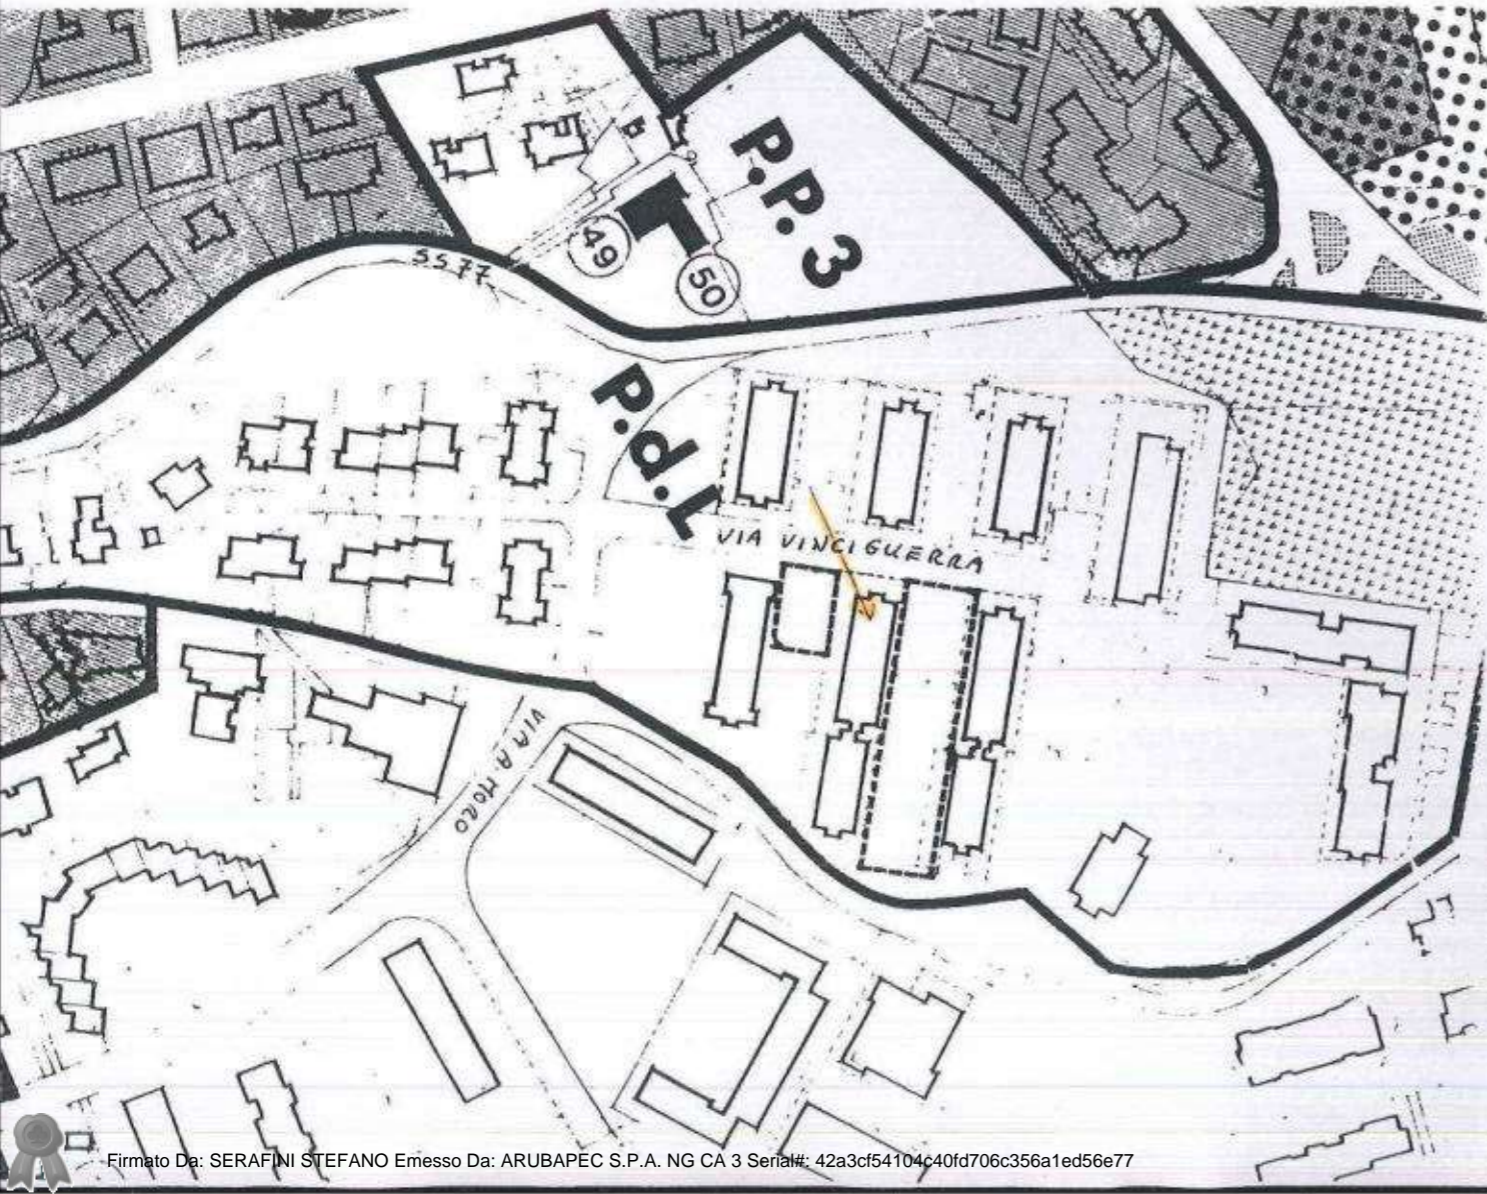 P.P. 3
49
50
SS 77
P.d.L
VIA VINCIGUERRA
VIA A. MORO
Firmato Da: SERAFINI STEFANO Emesso Da: ARUBAPEC S.P.A. NG CA 3 Serial#: 42a3cf54104c40fd706c356a1ed56e77